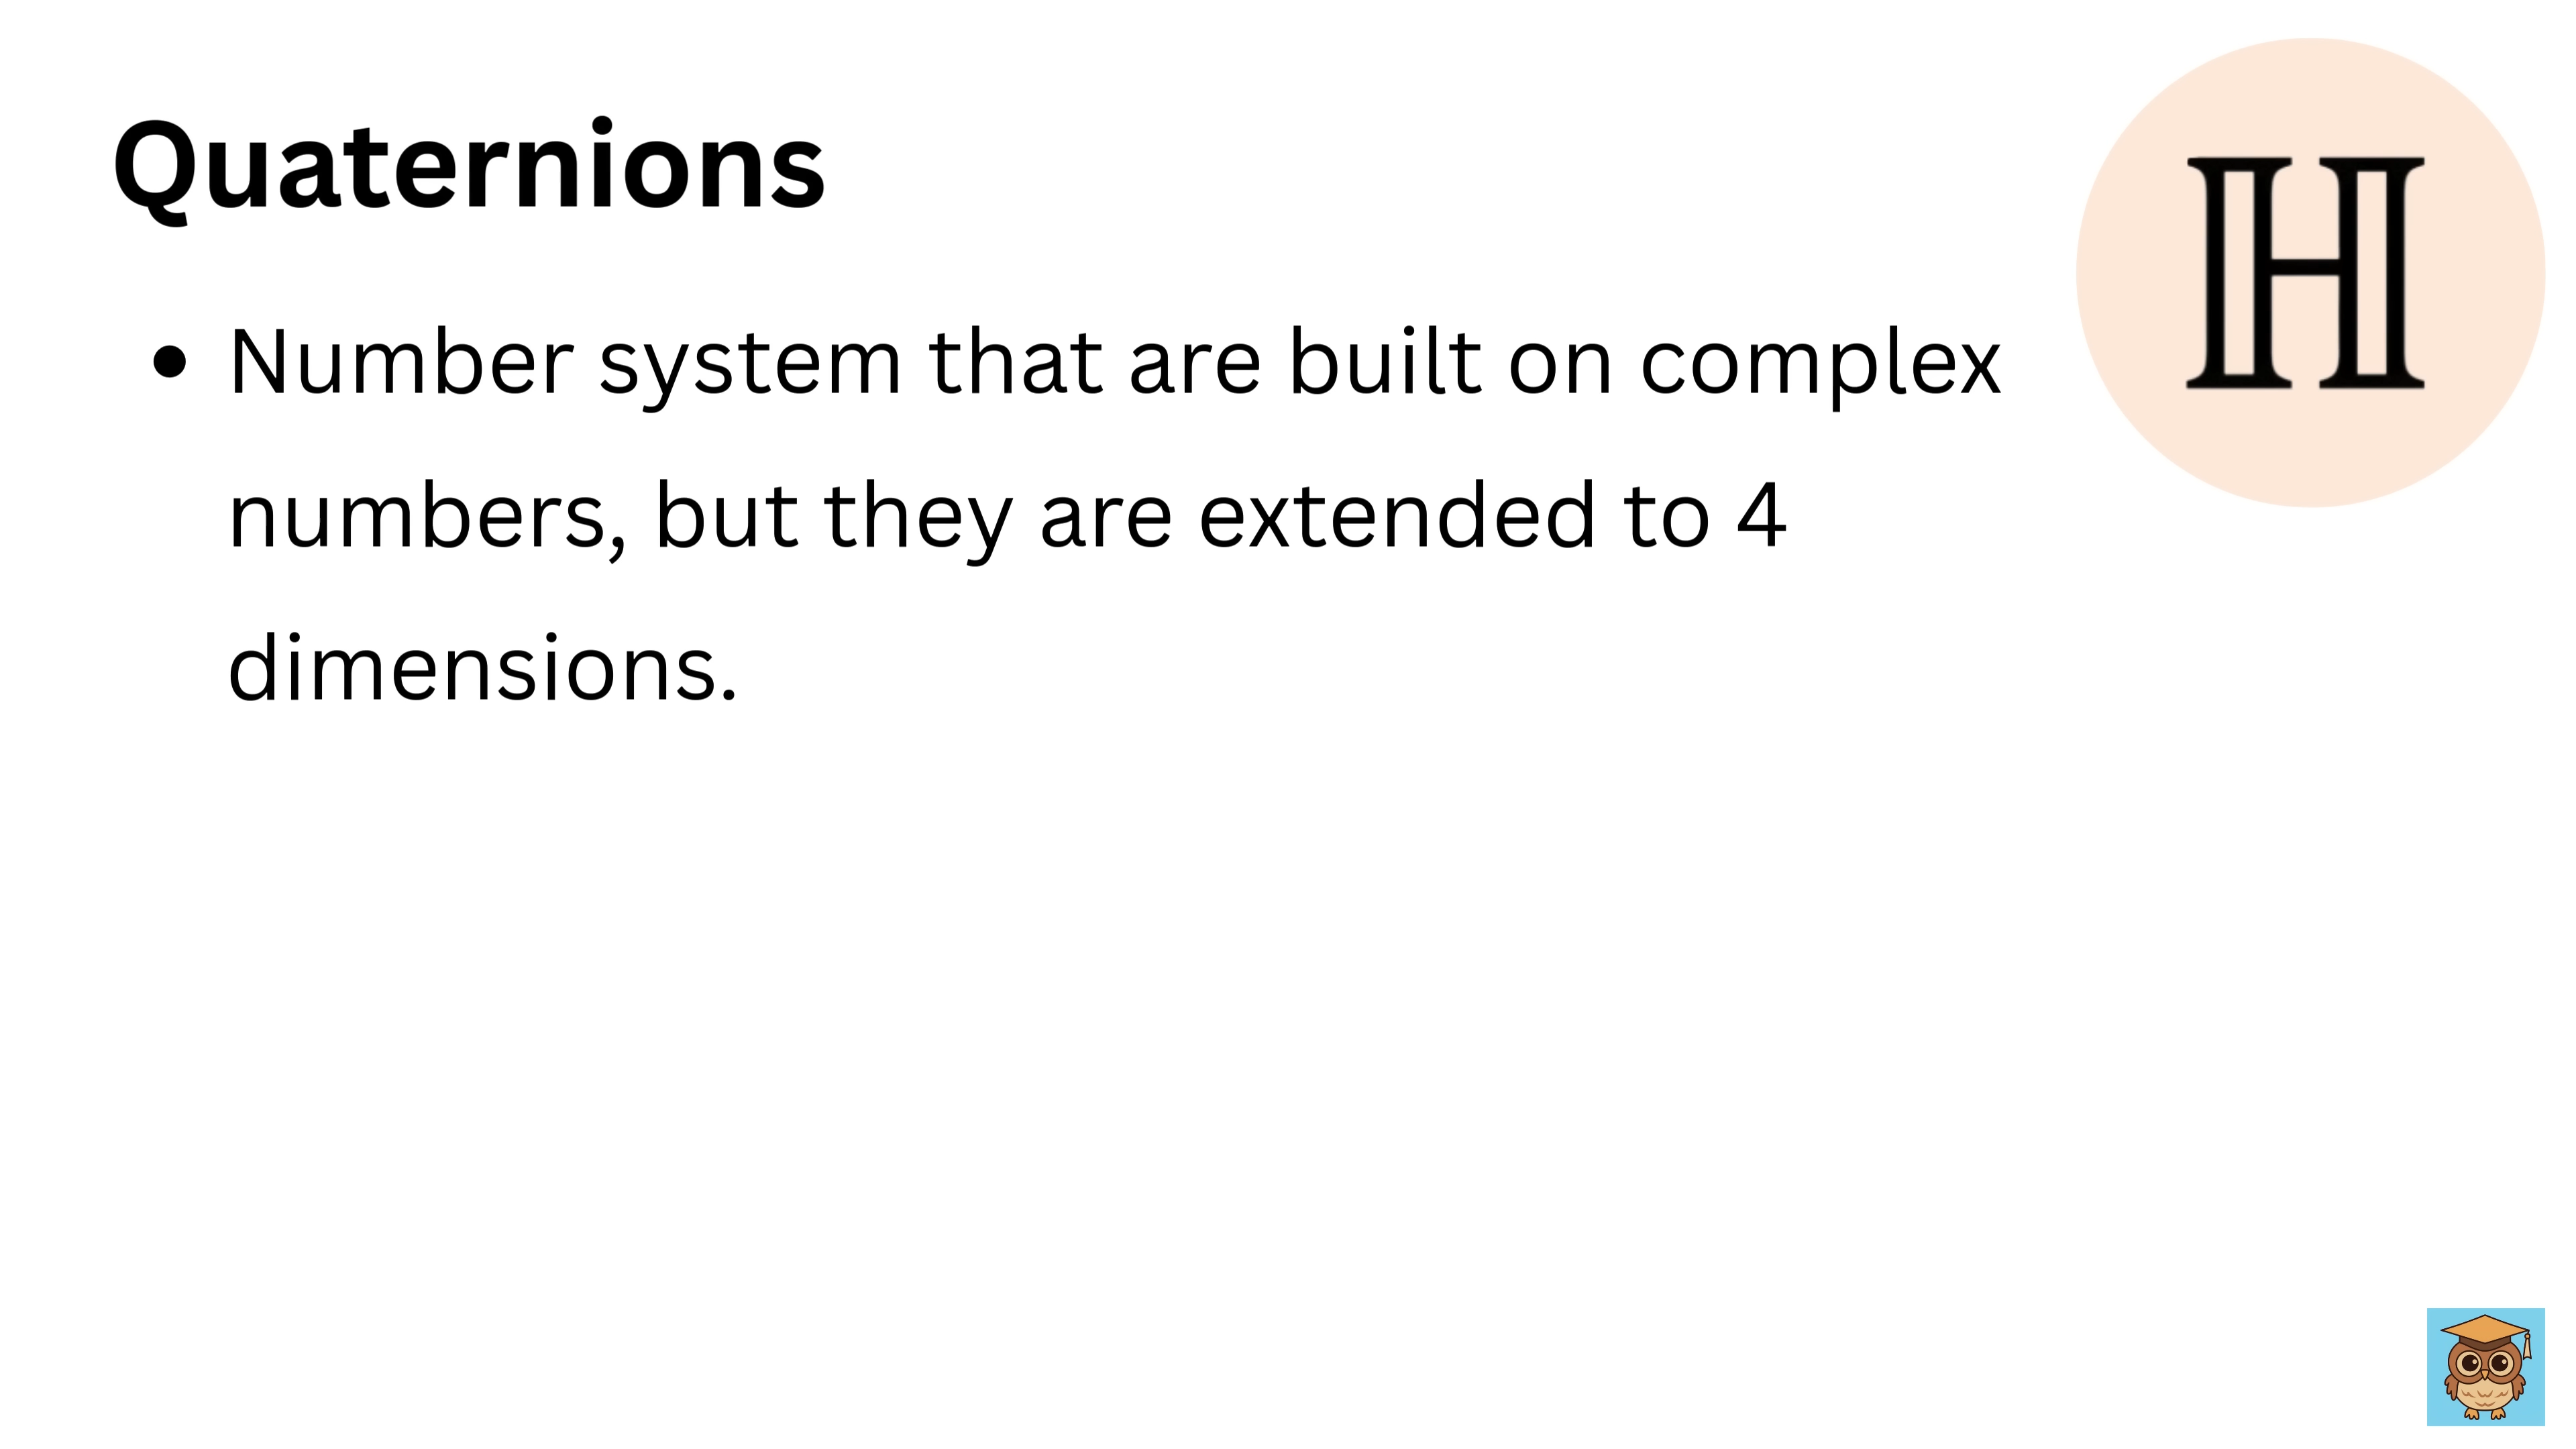 Quaternions
ℍ
• Number system that are built on complex
numbers, but they are extended to 4
dimensions.